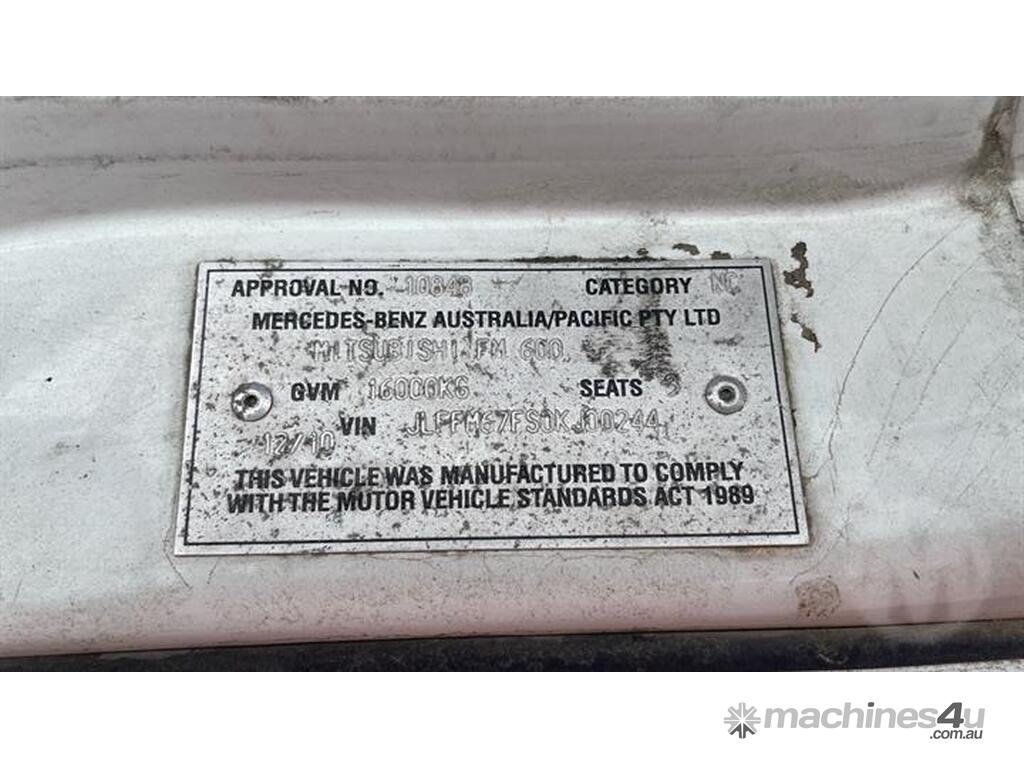 APPROVAL NO. 10848 CATEGORY NC
MERCEDES-BENZ AUSTRALIA/PACIFIC PTY LTD
MITSUBISHI FM 600
GVM 16000KG SEATS 3
VIN JLFFM67FS0KJ00244
12/10
THIS VEHICLE WAS MANUFACTURED TO COMPLY
WITH THE MOTOR VEHICLE STANDARDS ACT 1989
machines4u
.com.au